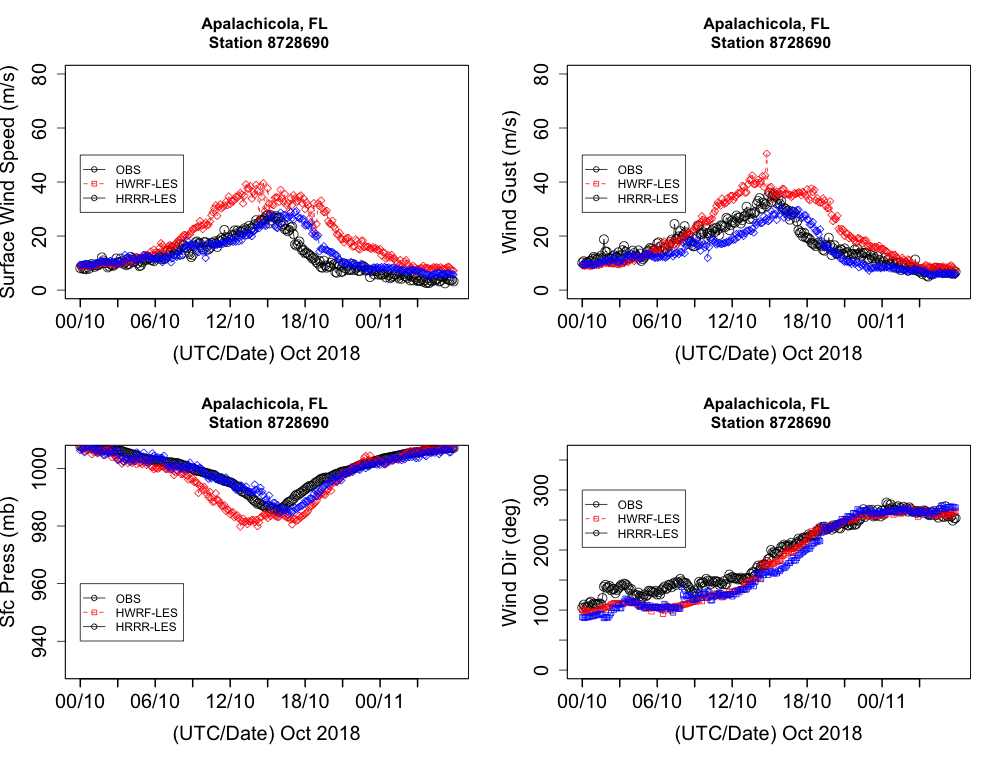 Apalachicola, FL
Station 8728690
Surface Wind Speed (m/s)
80
60
40
20
0
OBS
HWRF-LES
HRRR-LES
00/10 06/10 12/10 18/10 00/11
(UTC/Date) Oct 2018
Apalachicola, FL
Station 8728690
Wind Gust (m/s)
80
60
40
20
0
OBS
HWRF-LES
HRRR-LES
00/10 06/10 12/10 18/10 00/11
(UTC/Date) Oct 2018
Apalachicola, FL
Station 8728690
Sfc Press (mb)
1000
980
960
940
OBS
HWRF-LES
HRRR-LES
00/10 06/10 12/10 18/10 00/11
(UTC/Date) Oct 2018
Apalachicola, FL
Station 8728690
Wind Dir (deg)
300
200
100
0
OBS
HWRF-LES
HRRR-LES
00/10 06/10 12/10 18/10 00/11
(UTC/Date) Oct 2018